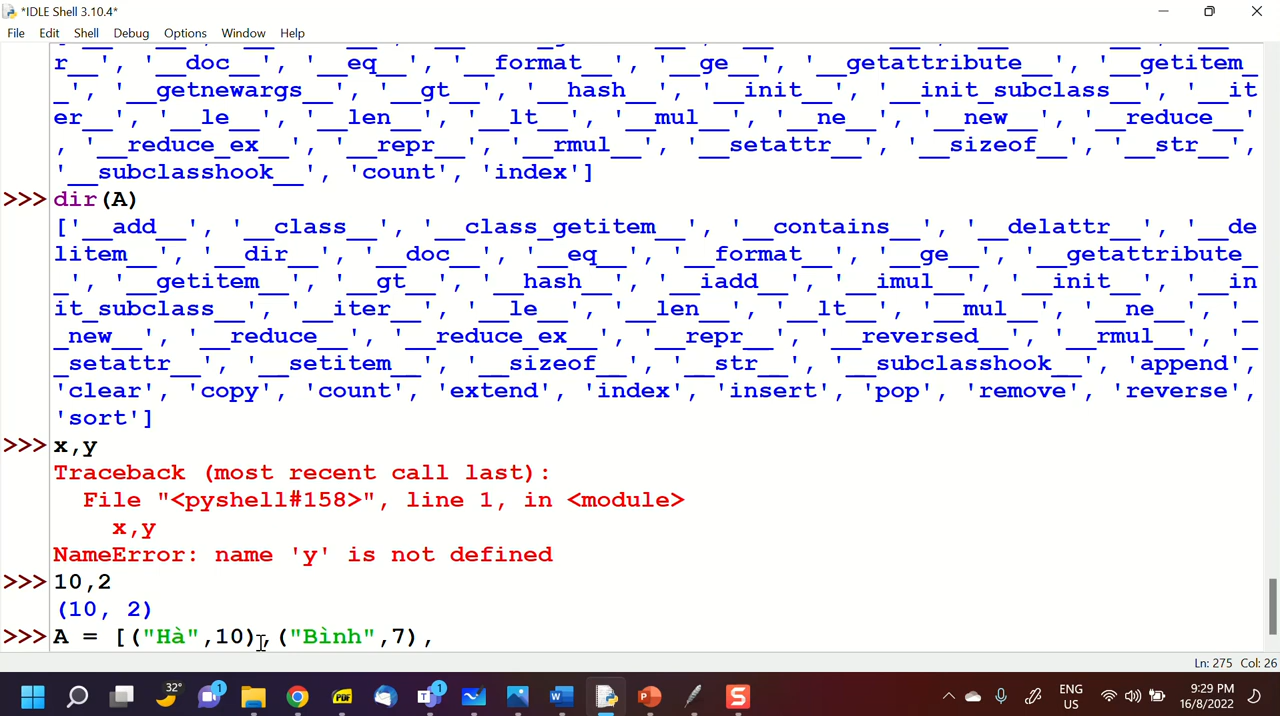 *IDLE Shell 3.10.4*
File Edit Shell Debug Options Window Help
r__', '__doc__', '__eq__', '__format__', '__ge__', '__getattribute__', '__getitem_
_', '__getnewargs__', '__gt__', '__hash__', '__init__', '__init_subclass__', '__it
er__', '__le__', '__len__', '__lt__', '__mul__', '__ne__', '__new__', '__reduce__'
, '__reduce_ex__', '__repr__', '__rmul__', '__setattr__', '__sizeof__', '__str__',
'__subclasshook__', 'count', 'index']
>>> dir(A)
['__add__', '__class__', '__class_getitem__', '__contains__', '__delattr__', '__de
litem__', '__dir__', '__doc__', '__eq__', '__format__', '__ge__', '__getattribute_
_', '__getitem__', '__gt__', '__hash__', '__iadd__', '__imul__', '__init__', '__in
it_subclass__', '__iter__', '__le__', '__len__', '__lt__', '__mul__', '__ne__', '_
_new__', '__reduce__', '__reduce_ex__', '__repr__', '__reversed__', '__rmul__', '_
_setattr__', '__setitem__', '__sizeof__', '__str__', '__subclasshook__', 'append',
'clear', 'copy', 'count', 'extend', 'index', 'insert', 'pop', 'remove', 'reverse',
'sort']
>>> x,y
Traceback (most recent call last):
File "<pyshell#158>", line 1, in <module>
x,y
NameError: name 'y' is not defined
>>> 10,2
(10, 2)
>>> A = [("Hà",10),("Bình",7),
Ln: 275 Col: 26
32° 1 PDF 1 S ENG 9:29 PM
US 16/8/2022